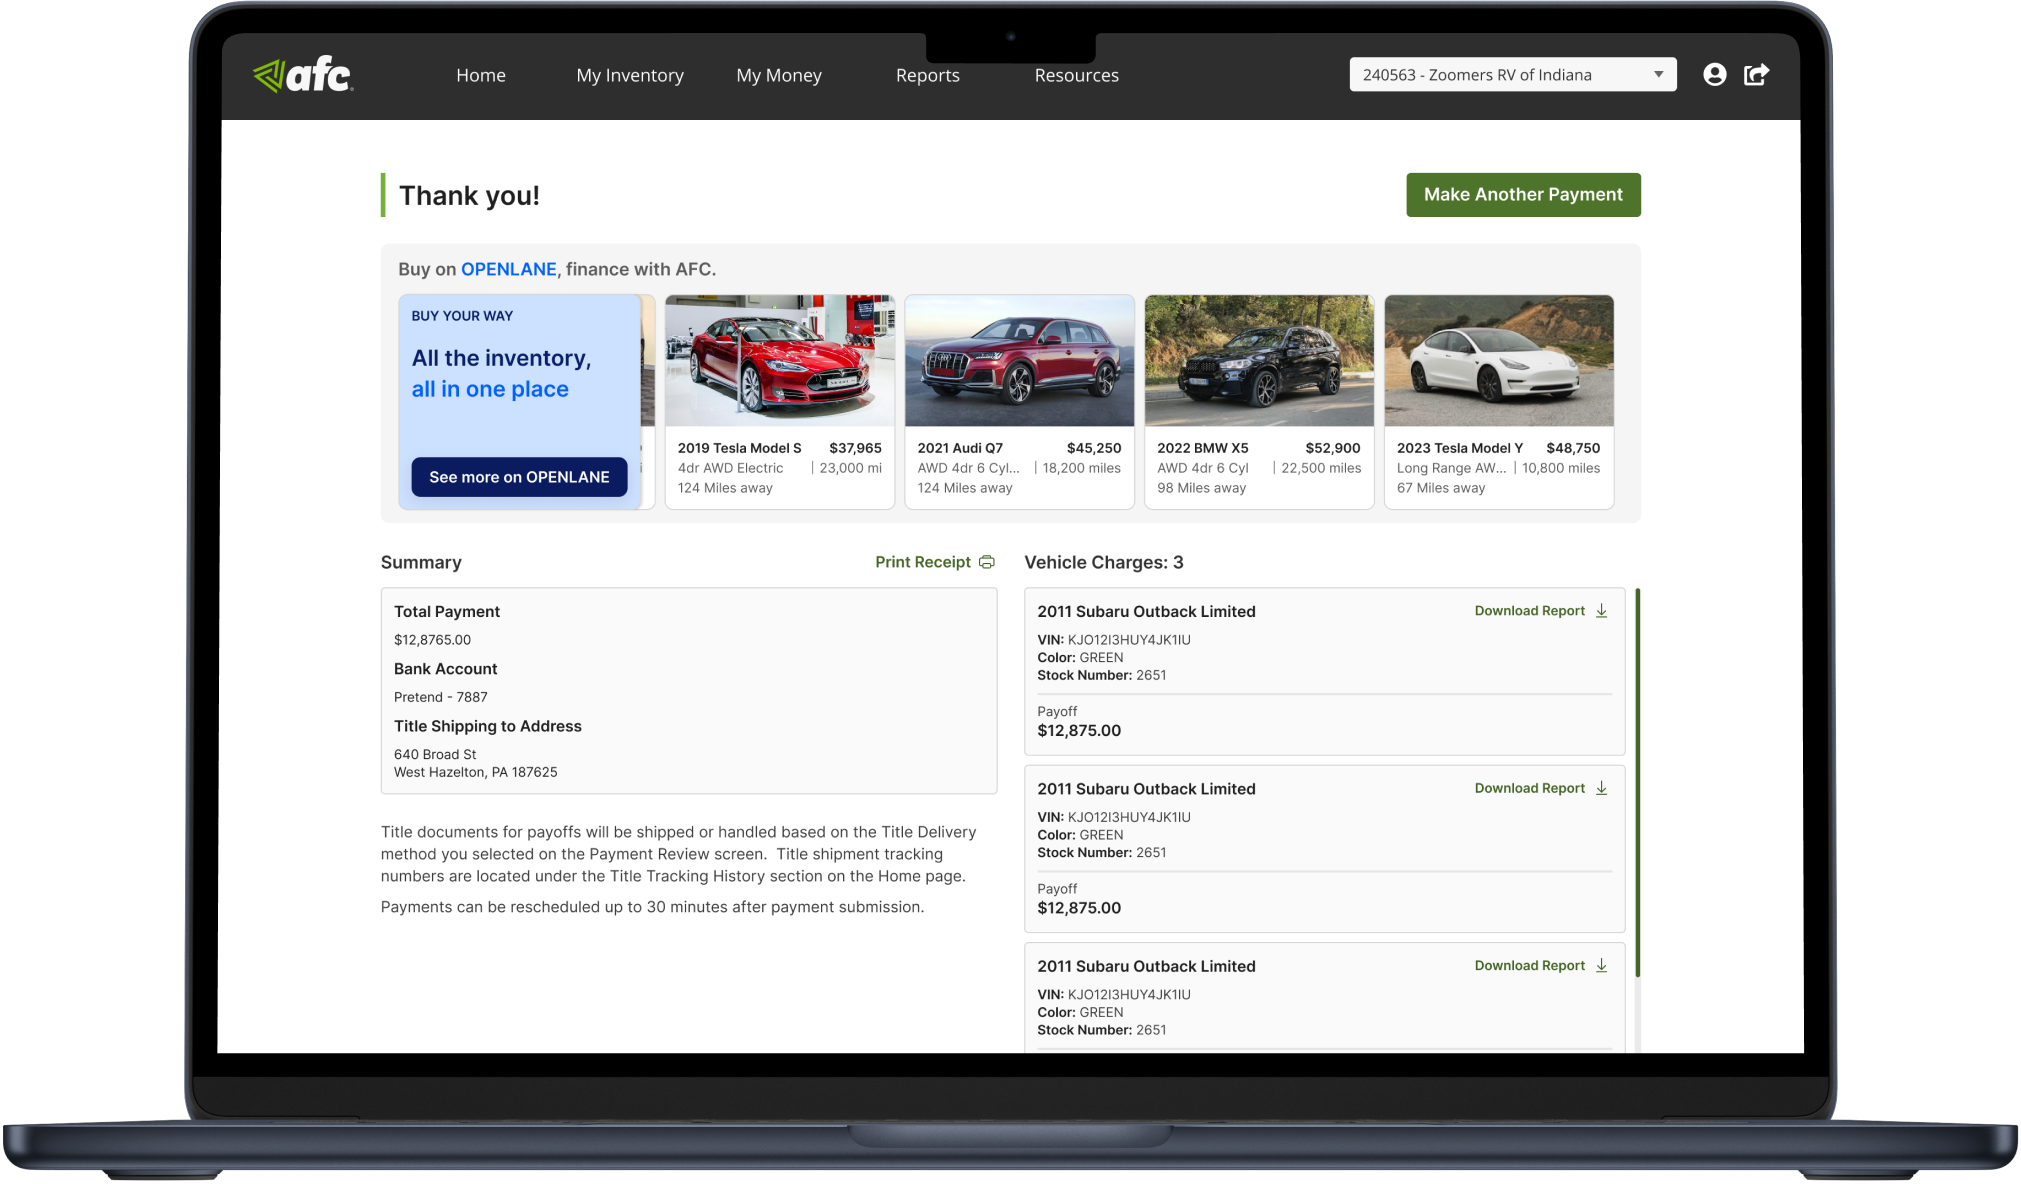 afc
Home
My Inventory
My Money
Reports
Resources
240563 - Zoomers RV of Indiana
Thank you!
Make Another Payment
Buy on OPENLANE, finance with AFC.
BUY YOUR WAY
All the inventory,
all in one place
See more on OPENLANE
2019 Tesla Model S $37,965
4dr AWD Electric | 23,000 mi
124 Miles away
2021 Audi Q7 $45,250
AWD 4dr 6 Cyl... | 18,200 miles
124 Miles away
2022 BMW X5 $52,900
AWD 4dr 6 Cyl | 22,500 miles
98 Miles away
2023 Tesla Model Y $48,750
Long Range AW... | 10,800 miles
67 Miles away
Summary
Print Receipt
Total Payment
$12,8765.00
Bank Account
Pretend - 7887
Title Shipping to Address
640 Broad St
West Hazelton, PA 187625
Title documents for payoffs will be shipped or handled based on the Title Delivery
method you selected on the Payment Review screen. Title shipment tracking
numbers are located under the Title Tracking History section on the Home page.
Payments can be rescheduled up to 30 minutes after payment submission.
Vehicle Charges: 3
2011 Subaru Outback Limited
Download Report
VIN: KJO12I3HUY4JK1IU
Color: GREEN
Stock Number: 2651
Payoff
$12,875.00
2011 Subaru Outback Limited
Download Report
VIN: KJO12I3HUY4JK1IU
Color: GREEN
Stock Number: 2651
Payoff
$12,875.00
2011 Subaru Outback Limited
Download Report
VIN: KJO12I3HUY4JK1IU
Color: GREEN
Stock Number: 2651